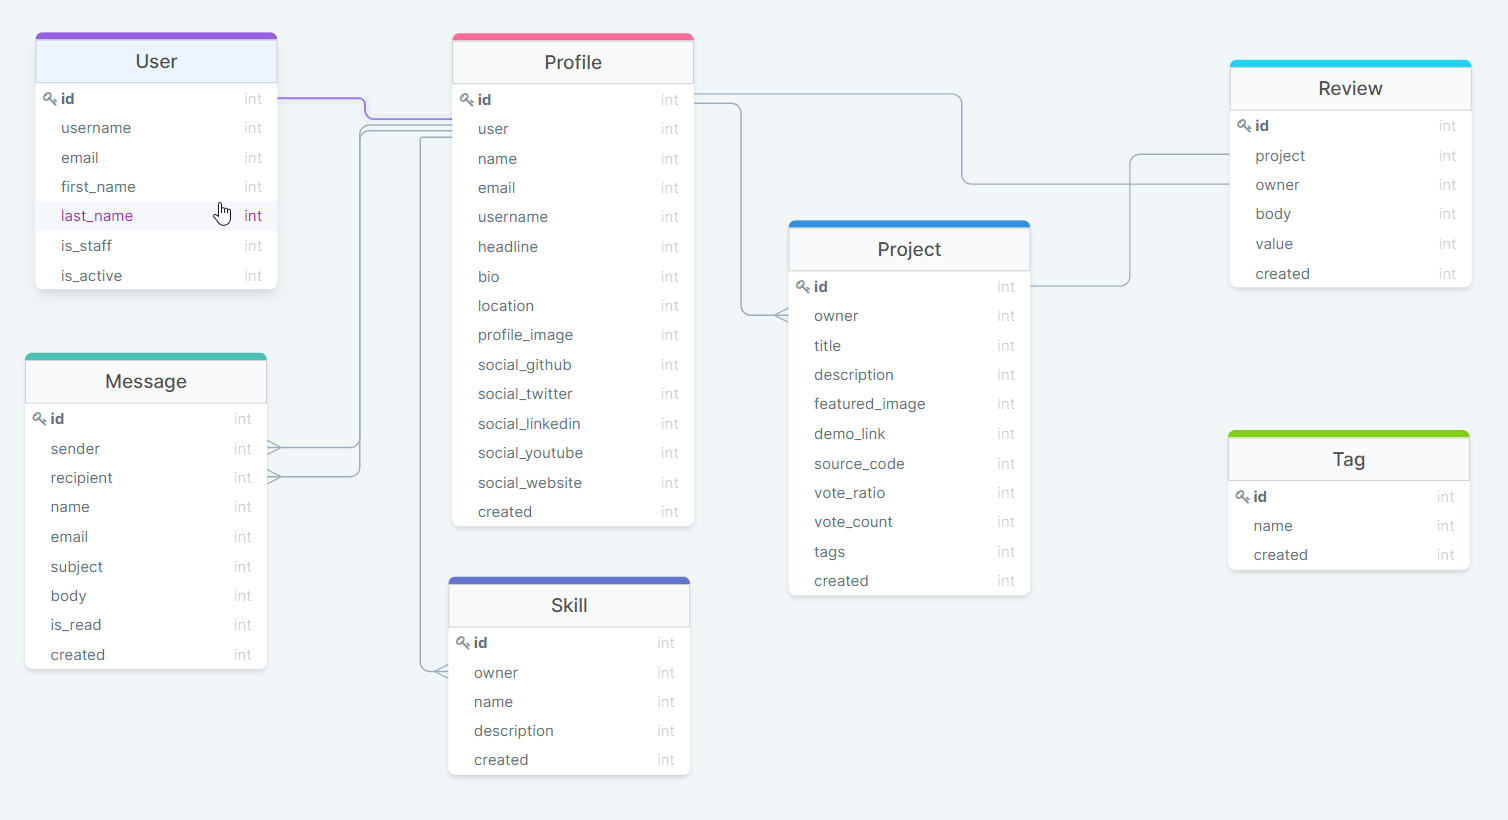 User
id int
username int
email int
first_name int
last_name int
is_staff int
is_active int
Message
id int
sender int
recipient int
name int
email int
subject int
body int
is_read int
created int
Profile
id int
user int
name int
email int
username int
headline int
bio int
location int
profile_image int
social_github int
social_twitter int
social_linkedin int
social_youtube int
social_website int
created int
Skill
id int
owner int
name int
description int
created int
Project
id int
owner int
title int
description int
featured_image int
demo_link int
source_code int
vote_ratio int
vote_count int
tags int
created int
Review
id int
project int
owner int
body int
value int
created int
Tag
id int
name int
created int